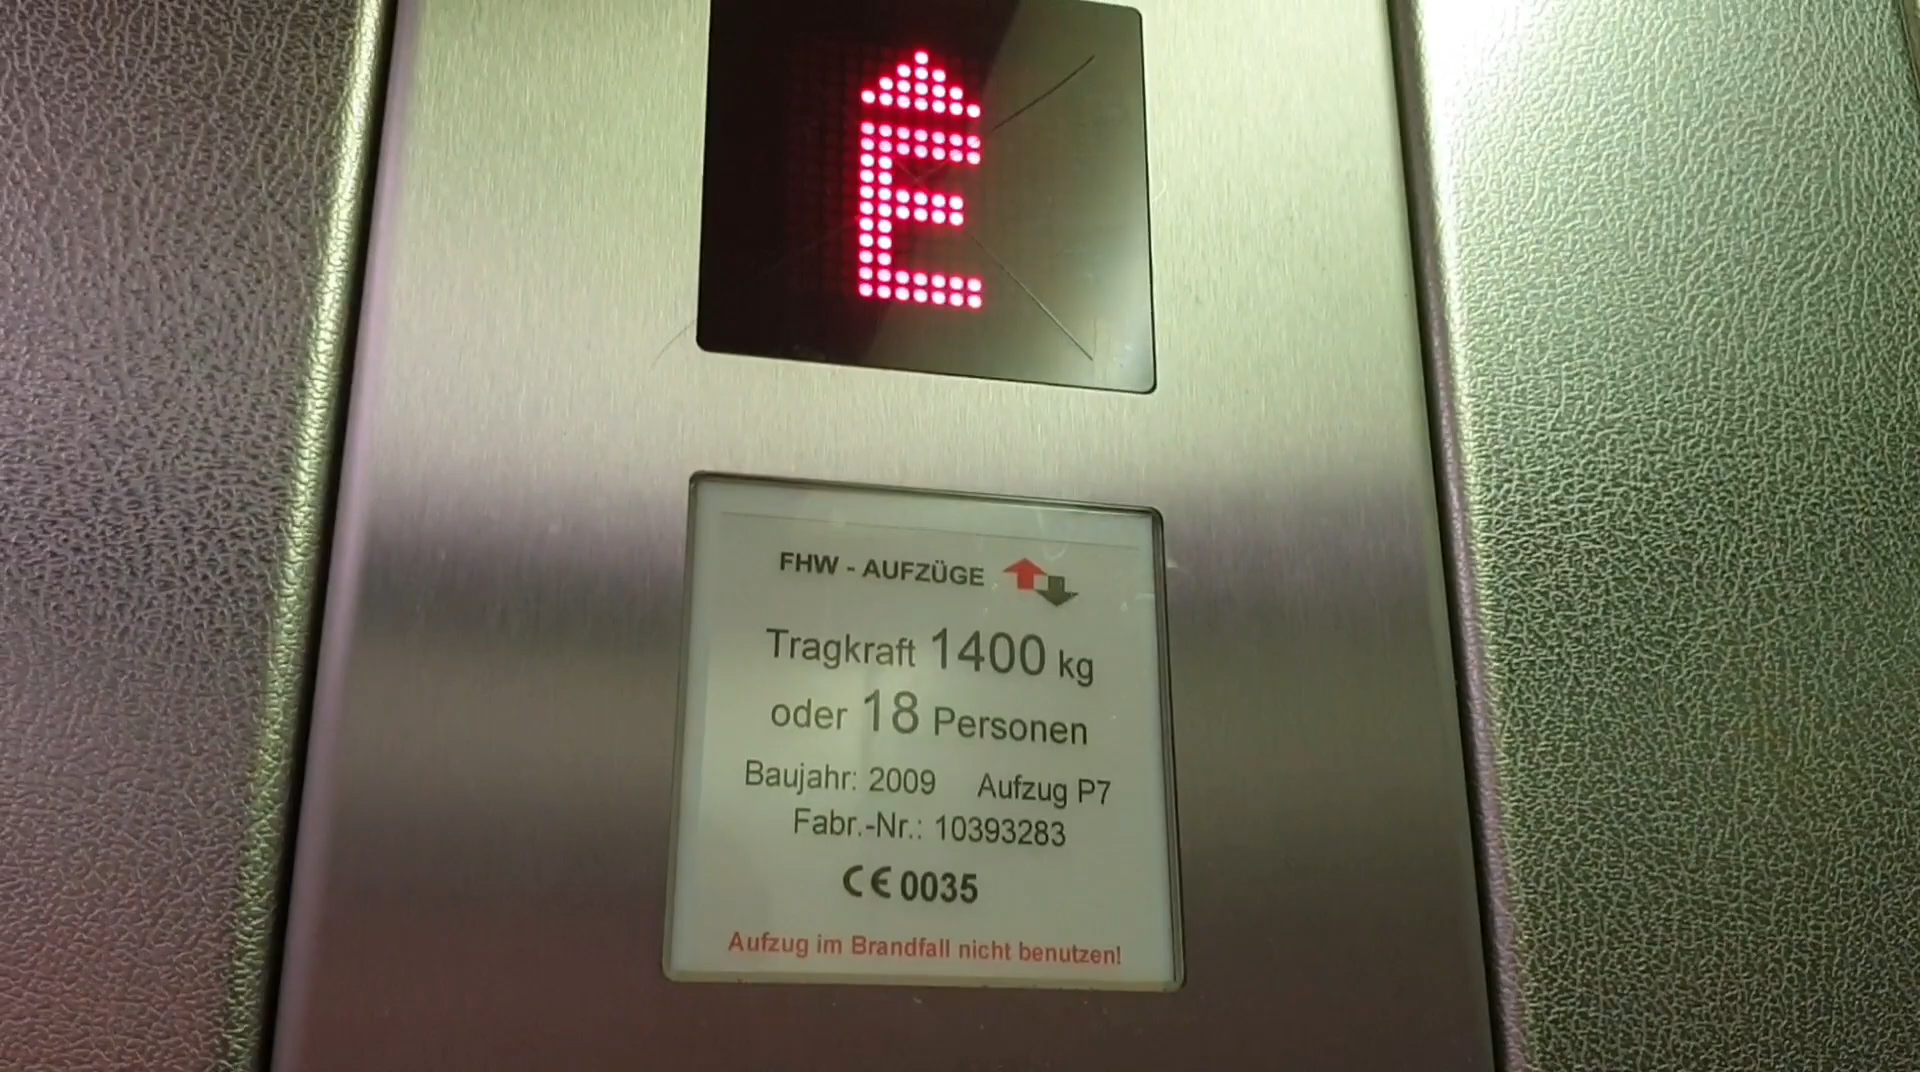 E
FHW - AUFZÜGE
Tragkraft 1400 kg
oder 18 Personen
Baujahr: 2009 Aufzug P7
Fabr.-Nr.: 10393283
CE 0035
Aufzug im Brandfall nicht benutzen!